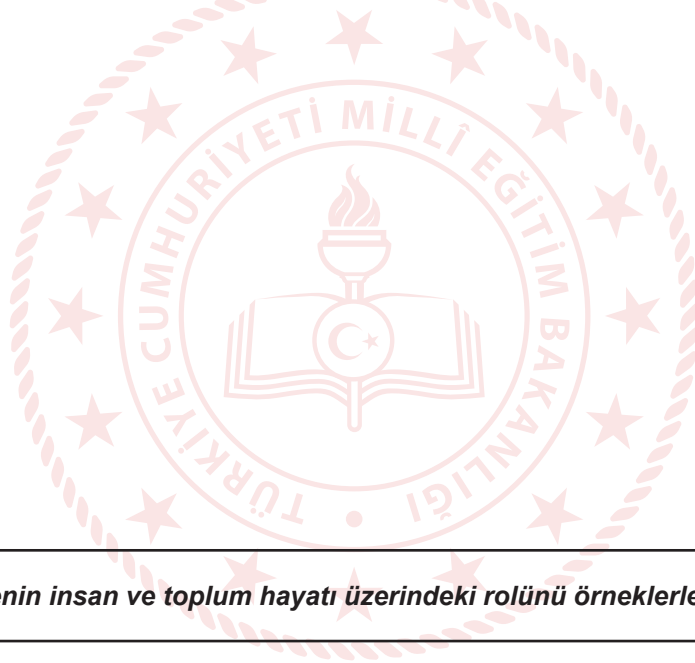 TÜRKİYE CUMHURİYETİ MİLLÎ EĞİTİM BAKANLIĞI
enin insan ve toplum hayatı üzerindeki rolünü örneklerle